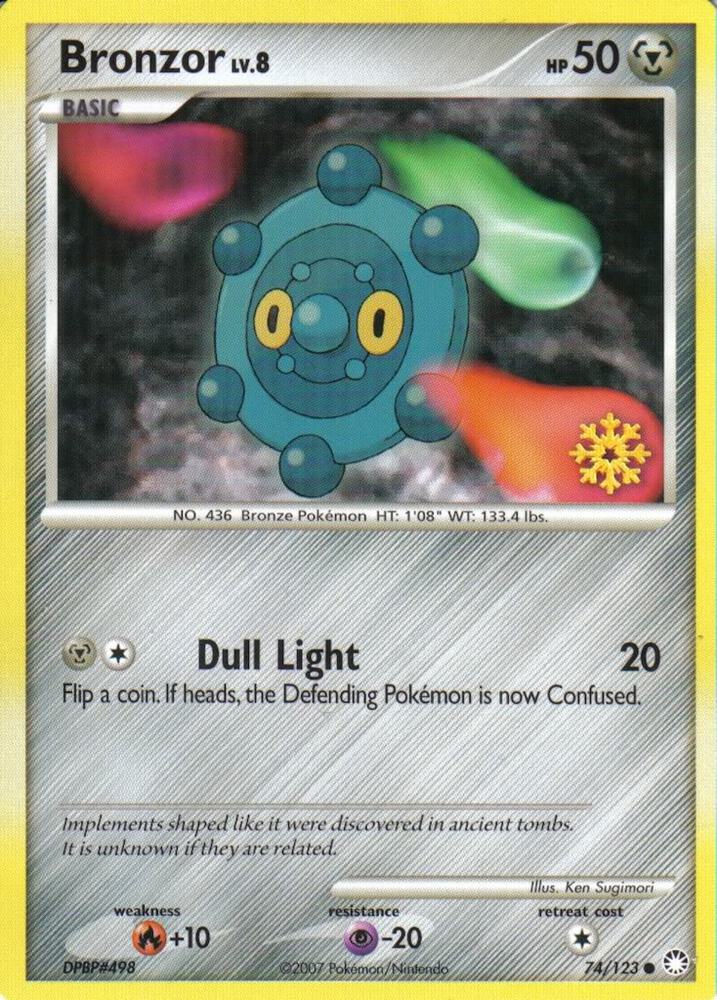 Bronzor LV.8
HP 50
BASIC
NO. 436 Bronze Pokémon HT: 1'08" WT: 133.4 lbs.
Dull Light 20
Flip a coin. If heads, the Defending Pokémon is now Confused.
Implements shaped like it were discovered in ancient tombs.
It is unknown if they are related.
Illus. Ken Sugimori
weakness resistance retreat cost
+10 -20
DPBP#498 ©2007 Pokémon/Nintendo 74/123